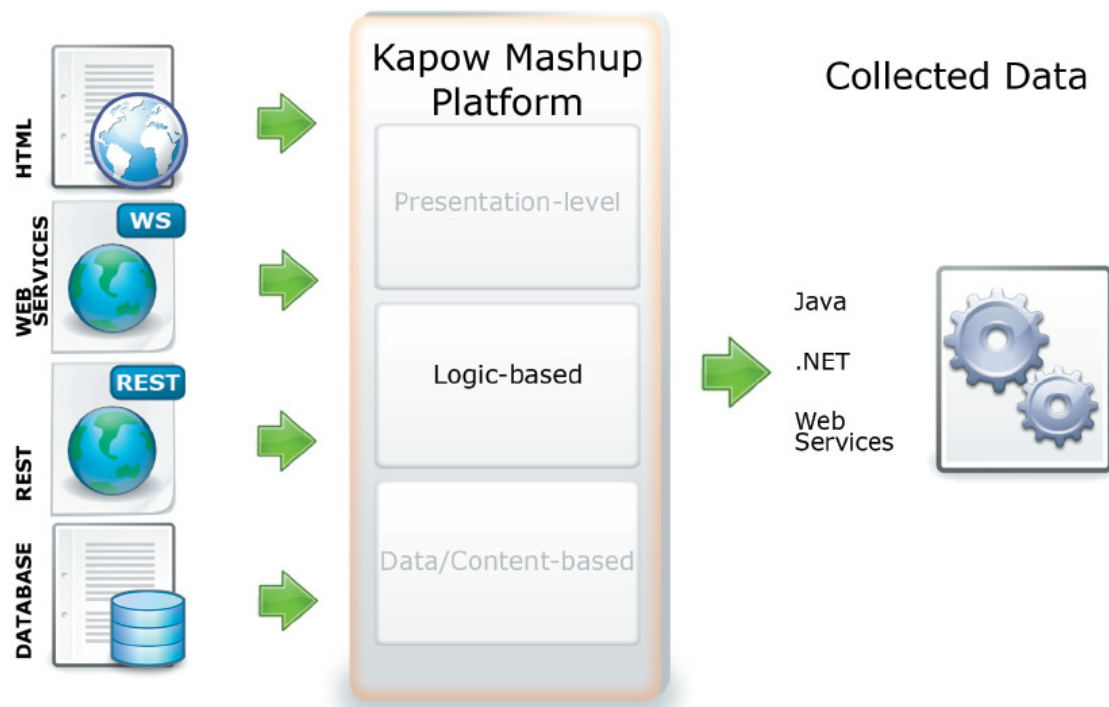 HTML
WS
WEB
SERVICES
REST
REST
DATABASE
Kapow Mashup
Platform
Presentation-level
Logic-based
Data/Content-based
Collected Data
Java
.NET
Web
Services